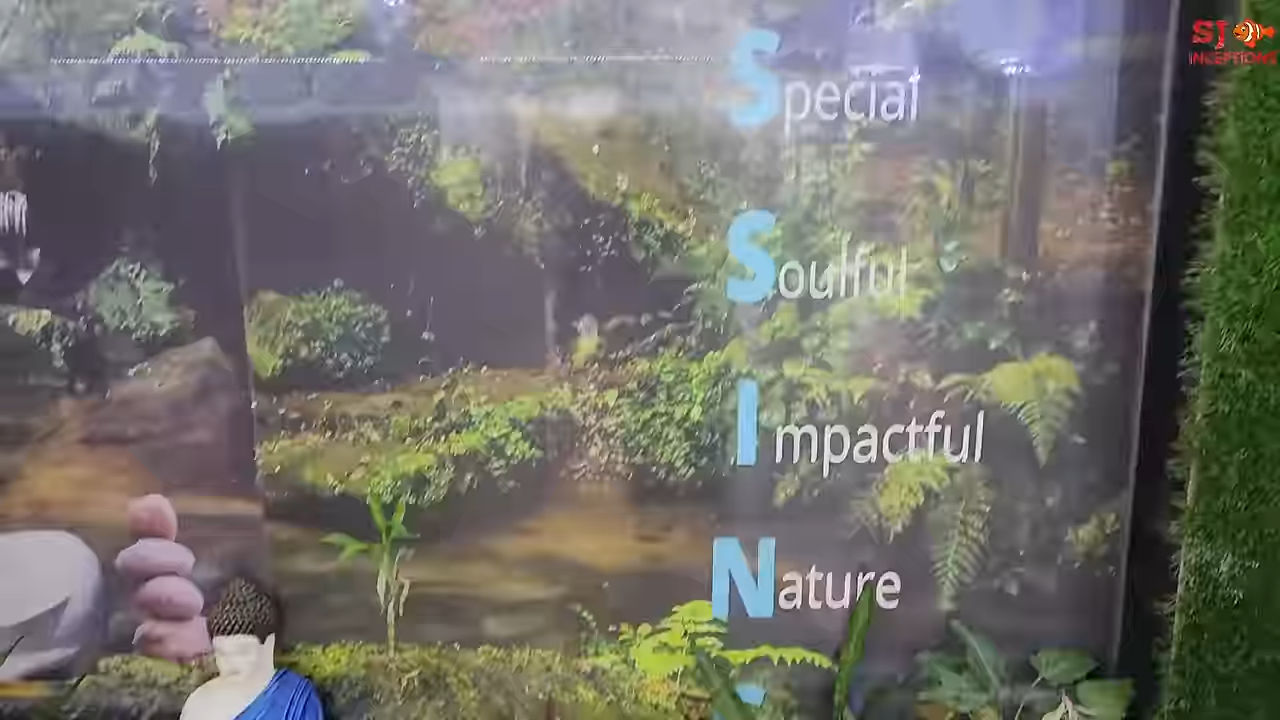 SJ
INCEPTIONS
Special
Soulful
Impactful
Nature